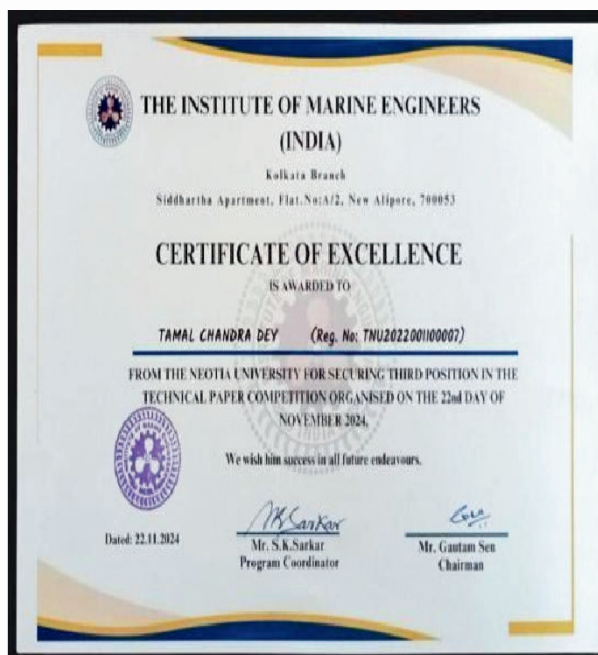 THE INSTITUTE OF MARINE ENGINEERS
(INDIA)
Kolkata Branch
Siddhartha Apartment, Flat.No:A/2, New Alipore, 700053
CERTIFICATE OF EXCELLENCE
IS AWARDED TO
TAMAL CHANDRA DEY (Reg. No: TNU2022001100007)
FROM THE NEOTIA UNIVERSITY FOR SECURING THIRD POSITION IN THE
TECHNICAL PAPER COMPETITION ORGANISED ON THE 22nd DAY OF
NOVEMBER 2024.
We wish him success in all future endeavours.
Dated: 22.11.2024
Mr. S.K.Sarkar
Program Coordinator
Mr. Gautam Sen
Chairman